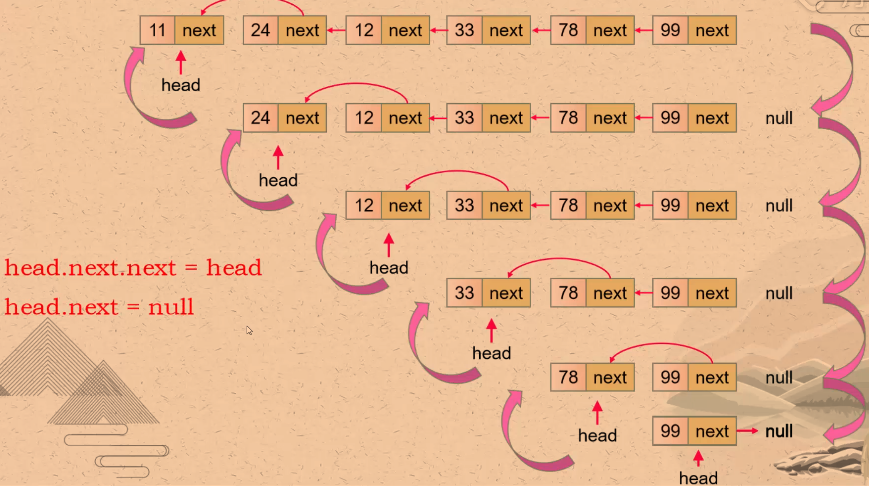 11 next 24 next 12 next 33 next 78 next 99 next
head
24 next 12 next 33 next 78 next 99 next null
head
12 next 33 next 78 next 99 next null
head
head.next.next = head
head.next = null
33 next 78 next 99 next null
head
78 next 99 next null
head
99 next null
head